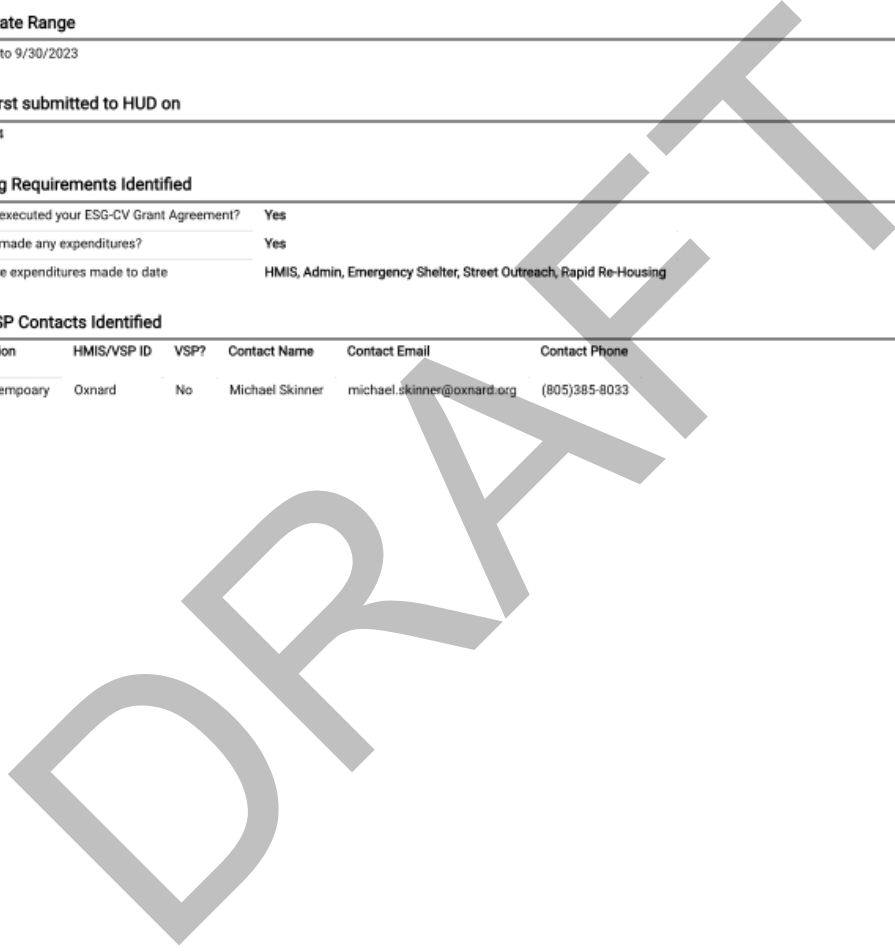 ate Range
to 9/30/2023
rst submitted to HUD on
4
g Requirements Identified
executed your ESG-CV Grant Agreement? Yes
made any expenditures? Yes
e expenditures made to date HMIS, Admin, Emergency Shelter, Street Outreach, Rapid Re-Housing
SP Contacts Identified
ion HMIS/VSP ID VSP? Contact Name Contact Email Contact Phone
empoary Oxnard No Michael Skinner michael.skinner@oxnard.org (805)385-8033
DRAFT